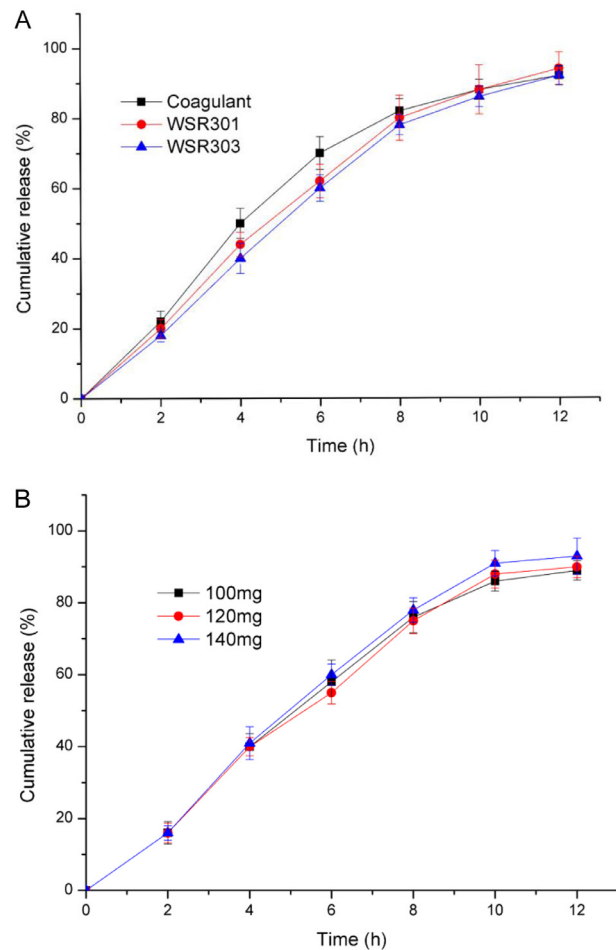 A
100
80
60
40
20
0
Cumulative release (%)
Coagulant
WSR301
WSR303
0 2 4 6 8 10 12
Time (h)
B
100
80
60
40
20
0
Cumulative release (%)
100mg
120mg
140mg
0 2 4 6 8 10 12
Time (h)